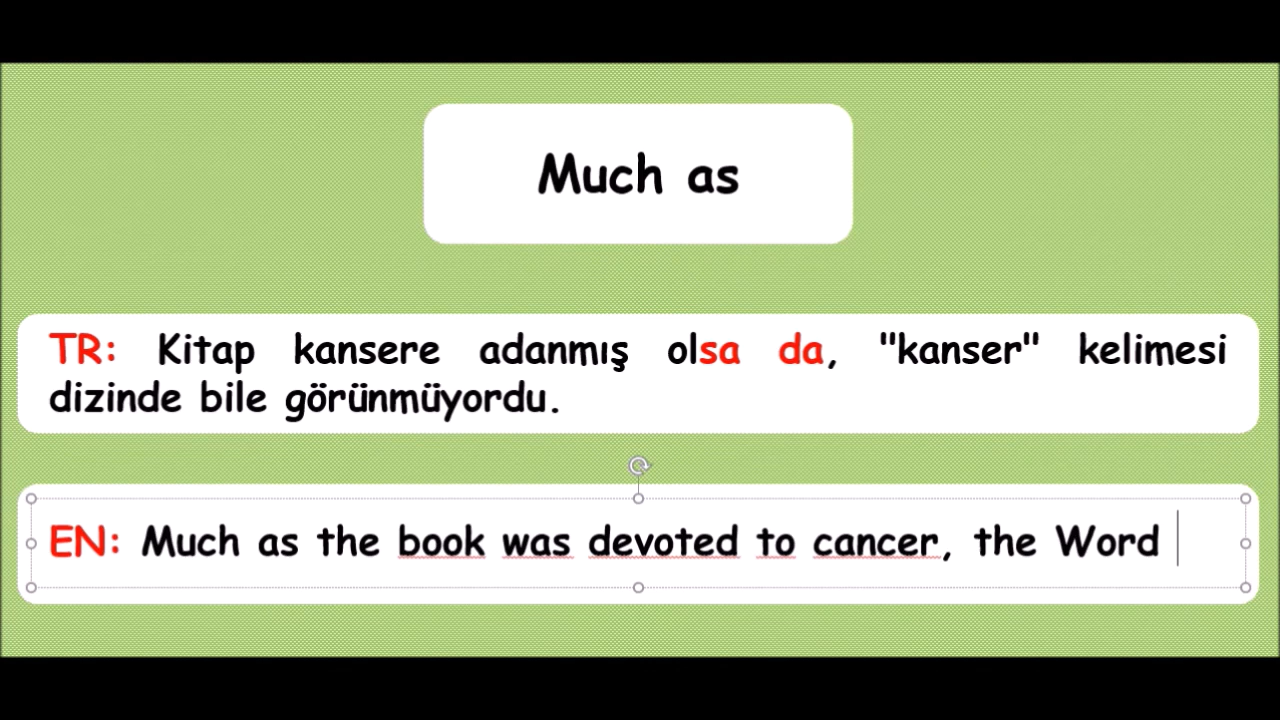 Much as
TR: Kitap kansere adanmış olsa da, "kanser" kelimesi
dizinde bile görünmüyordu.
EN: Much as the book was devoted to cancer, the Word